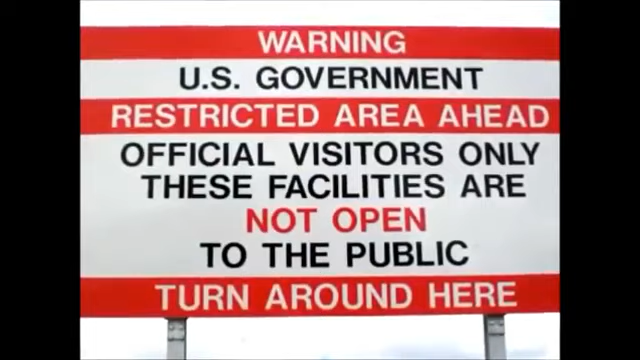 WARNING
U.S. GOVERNMENT
RESTRICTED AREA AHEAD
OFFICIAL VISITORS ONLY
THESE FACILITIES ARE
NOT OPEN
TO THE PUBLIC
TURN AROUND HERE